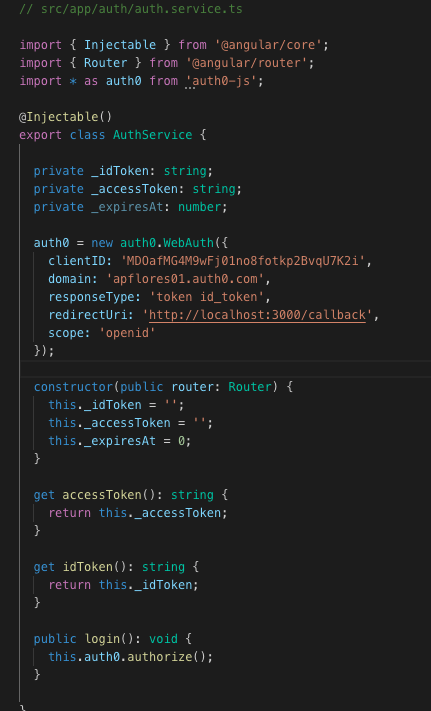 // src/app/auth/auth.service.ts
import { Injectable } from '@angular/core';
import { Router } from '@angular/router';
import * as auth0 from 'auth0-js';
@Injectable()
export class AuthService {
private _idToken: string;
private _accessToken: string;
private _expiresAt: number;
auth0 = new auth0.WebAuth({
clientID: 'MDOafMG4M9wFj01no8fotkp2BvqU7K2i',
domain: 'apflores01.auth0.com',
responseType: 'token id_token',
redirectUri: 'http://localhost:3000/callback',
scope: 'openid'
});
constructor(public router: Router) {
this._idToken = '';
this._accessToken = '';
this._expiresAt = 0;
}
get accessToken(): string {
return this._accessToken;
}
get idToken(): string {
return this._idToken;
}
public login(): void {
this.auth0.authorize();
}
}